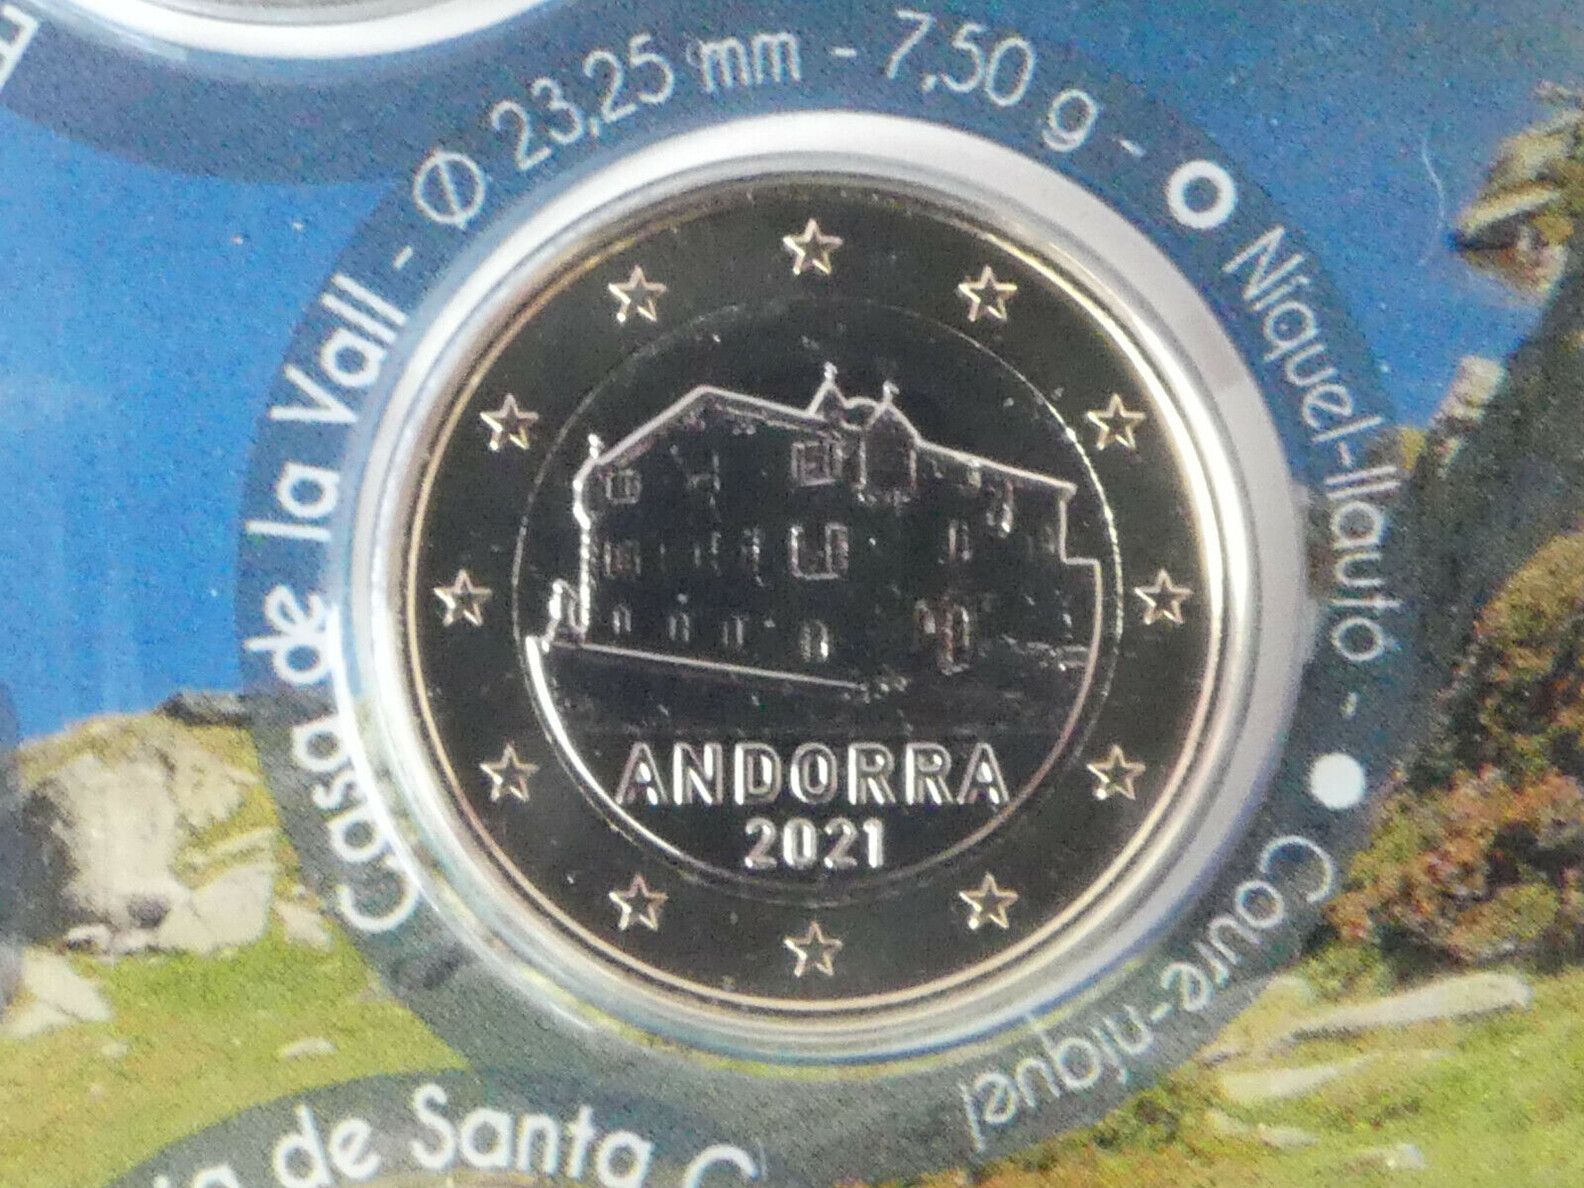 Casa de la Vall - Ø 23,25 mm - 7,50 g - Níquel-llautó - Coure-níquel
ANDORRA
2021
de Santa